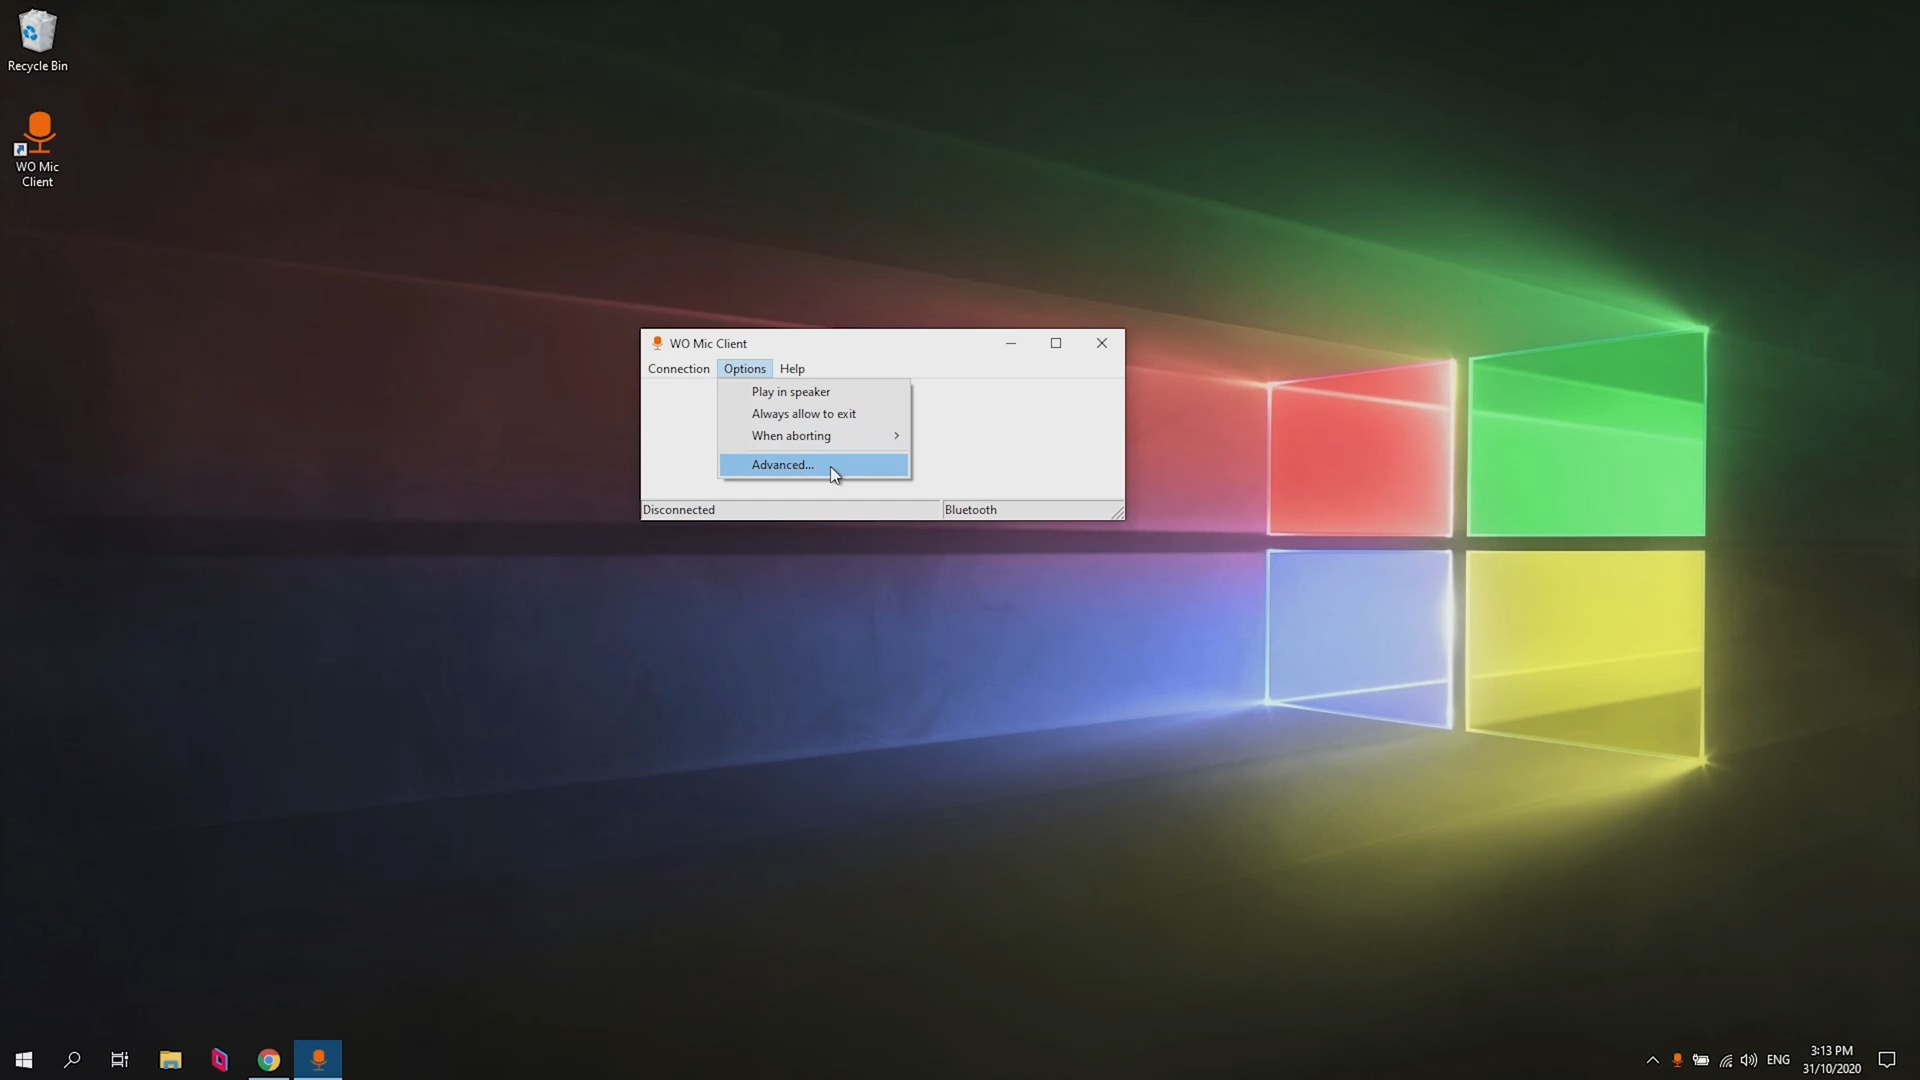 Recycle Bin
WO Mic
Client
WO Mic Client
Connection Options Help
Play in speaker
Always allow to exit
When aborting
Advanced...
Disconnected Bluetooth
ENG
3:13 PM
31/10/2020